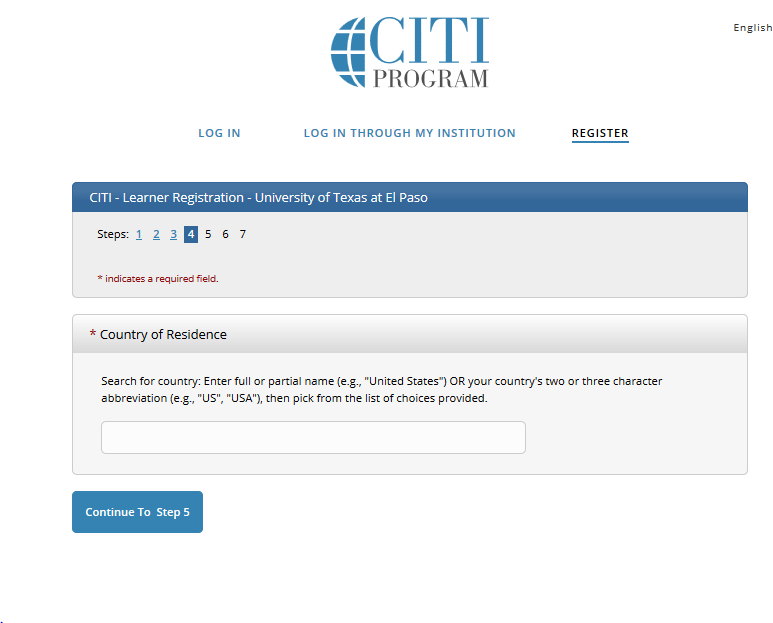 CITI
PROGRAM
English
LOG IN LOG IN THROUGH MY INSTITUTION REGISTER
CITI - Learner Registration - University of Texas at El Paso
Steps: 1 2 3 4 5 6 7
* indicates a required field.
* Country of Residence
Search for country: Enter full or partial name (e.g., "United States") OR your country's two or three character
abbreviation (e.g., "US", "USA"), then pick from the list of choices provided.
Continue To Step 5